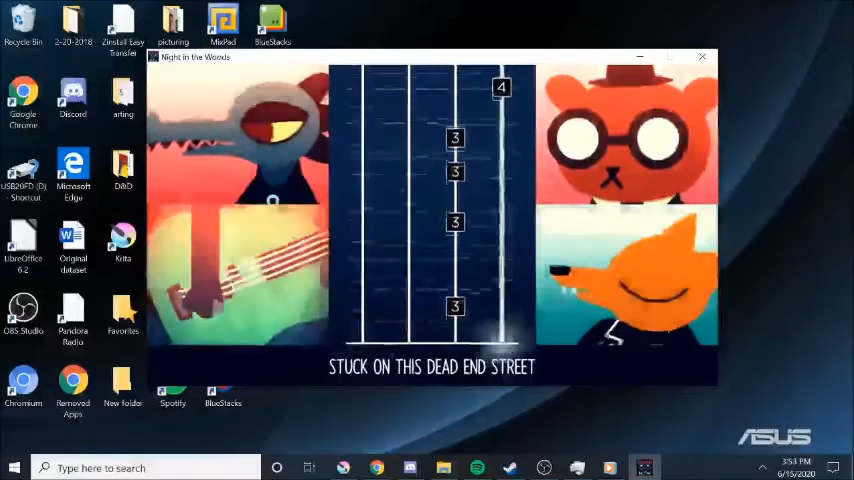 Recycle Bin
2-20-2018
Zinstall Easy
Transfer
picturing
MixPad
BlueStacks
Night in the Woods
Google
Chrome
Discord
arting
4
3
3
3
3
USB20FD (D)
- Shortcut
Microsoft
Edge
D&D
LibreOffice
6.2
Original
dataset
Krita
OBS Studio
Pandora
Radio
Favorites
STUCK ON THIS DEAD END STREET
Chromium
Removed
Apps
New folder
Spotify
BlueStacks
ASUS
Type here to search
3:53 PM
6/15/2020